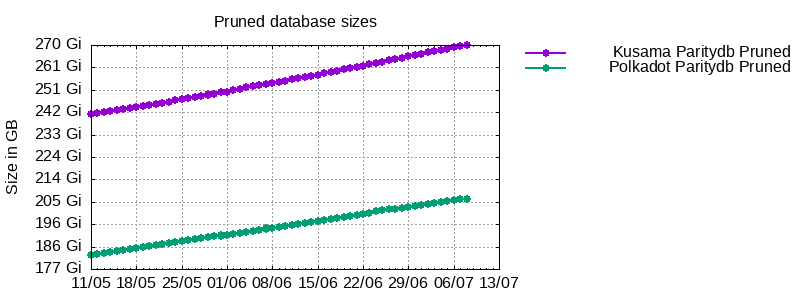 Pruned database sizes
270 Gi
261 Gi
251 Gi
242 Gi
233 Gi
224 Gi
214 Gi
205 Gi
196 Gi
186 Gi
177 Gi
Size in GB
11/05 18/05 25/05 01/06 08/06 15/06 22/06 29/06 06/07 13/07
Kusama Paritydb Pruned
Polkadot Paritydb Pruned